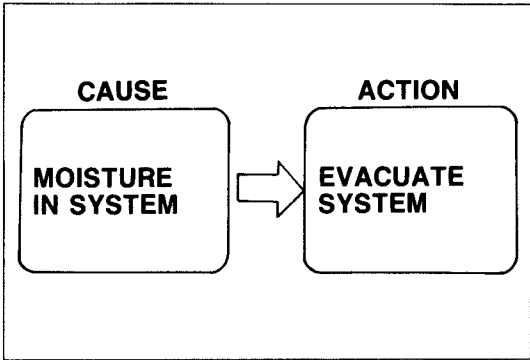 CAUSE
ACTION
MOISTURE
IN SYSTEM
EVACUATE
SYSTEM